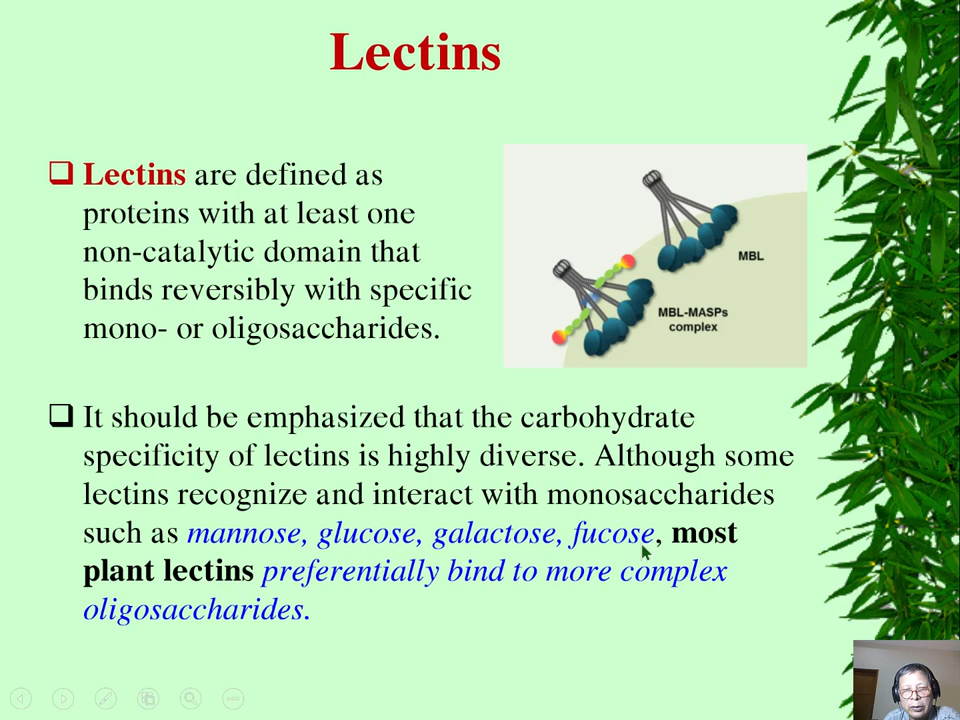 Lectins
Lectins are defined as
proteins with at least one
non-catalytic domain that
binds reversibly with specific
mono- or oligosaccharides.
MBL
MBL-MASPs
complex
It should be emphasized that the carbohydrate
specificity of lectins is highly diverse. Although some
lectins recognize and interact with monosaccharides
such as mannose, glucose, galactose, fucose, most
plant lectins preferentially bind to more complex
oligosaccharides.